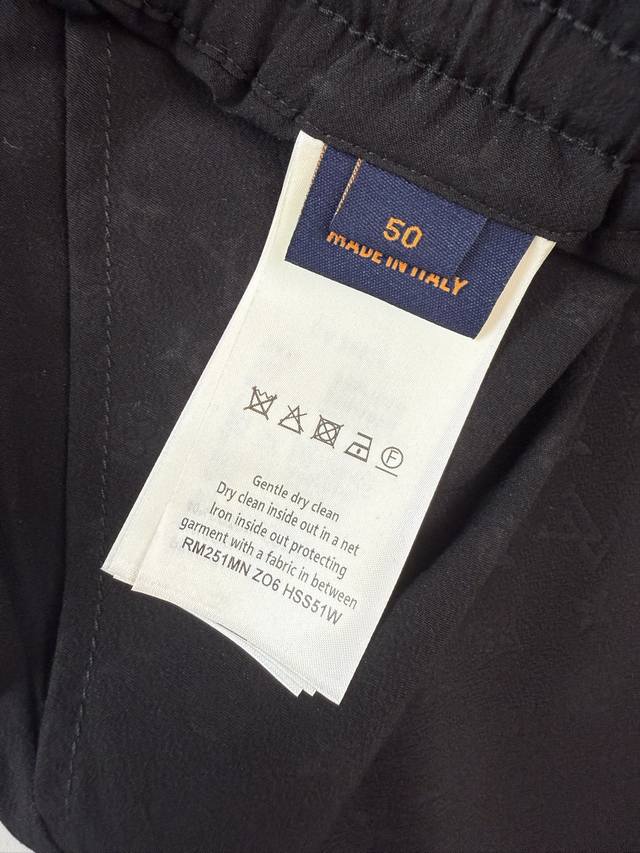 50
MADE IN ITALY
F
Gentle dry clean
Dry clean inside out in a net
Iron inside out protecting
garment with a fabric in between
RM251MN ZO6 HSS51W